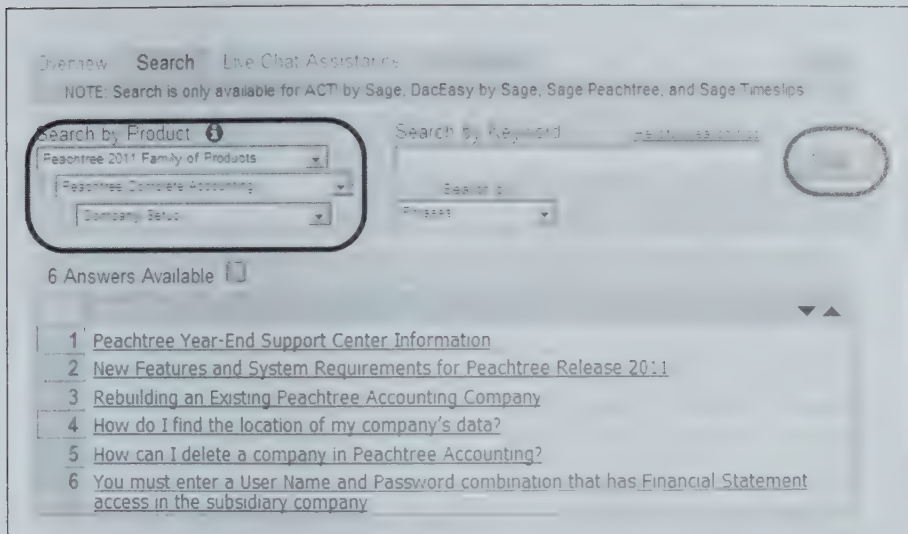 Overview Search Live Chat Assistance
NOTE: Search is only available for ACT! by Sage, DacEasy by Sage, Sage Peachtree, and Sage Timeslips
Search by Product Search by Keyword
Peachtree 2011 Family of Products
Peachtree Complete Accounting
Company Setup
6 Answers Available
1 Peachtree Year-End Support Center Information
2 New Features and System Requirements for Peachtree Release 2011
3 Rebuilding an Existing Peachtree Accounting Company
4 How do I find the location of my company's data?
5 How can I delete a company in Peachtree Accounting?
6 You must enter a User Name and Password combination that has Financial Statement
access in the subsidiary company